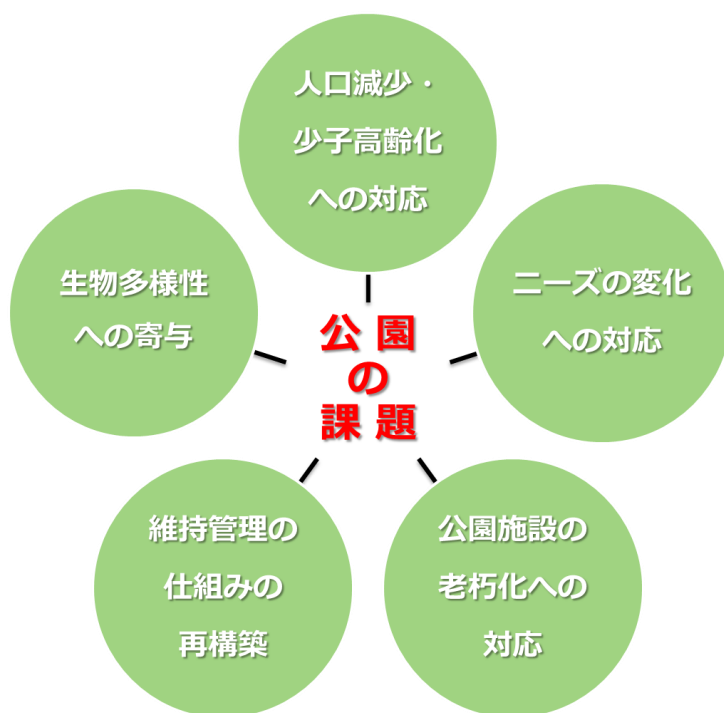 人口減少・
少子高齢化
への対応
ニーズの変化
への対応
公園施設の
老朽化への
対応
維持管理の
仕組みの
再構築
生物多様性
への寄与
公園
の
課題